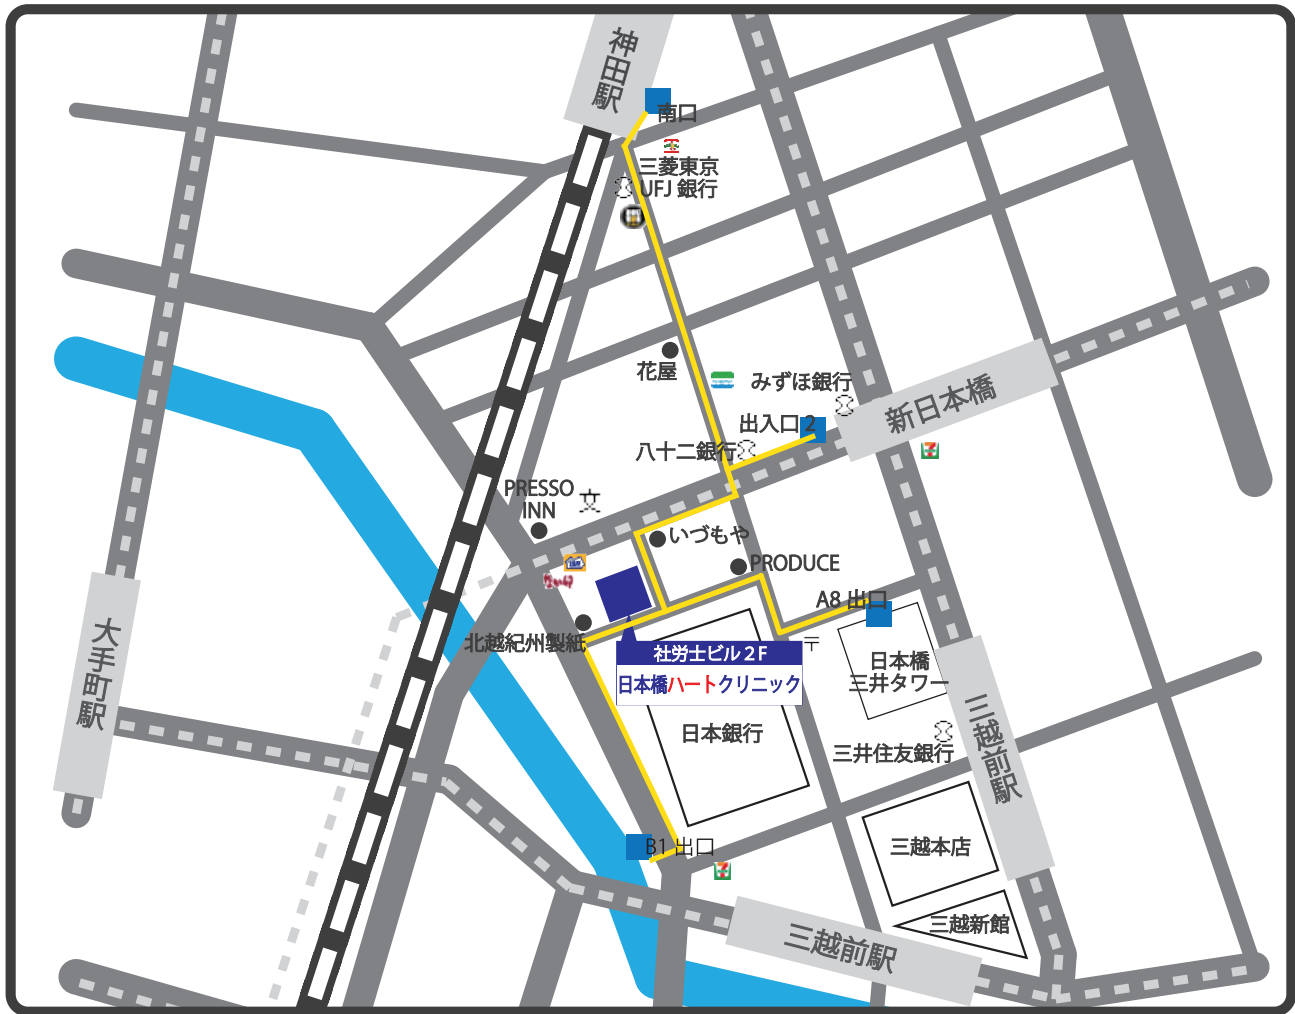 神田駅
南口
三菱東京
UFJ 銀行
花屋
みずほ銀行
出入口 2
新日本橋
八十二銀行
PRESSO
INN
いづもや
PRODUCE
A8 出口
大手町駅
北越紀州製紙
社労士ビル 2 F
日本橋ハートクリニック
〒
日本橋
三井タワー
日本銀行
三井住友銀行
三越前駅
B1 出口
三越本店
三越新館
三越前駅